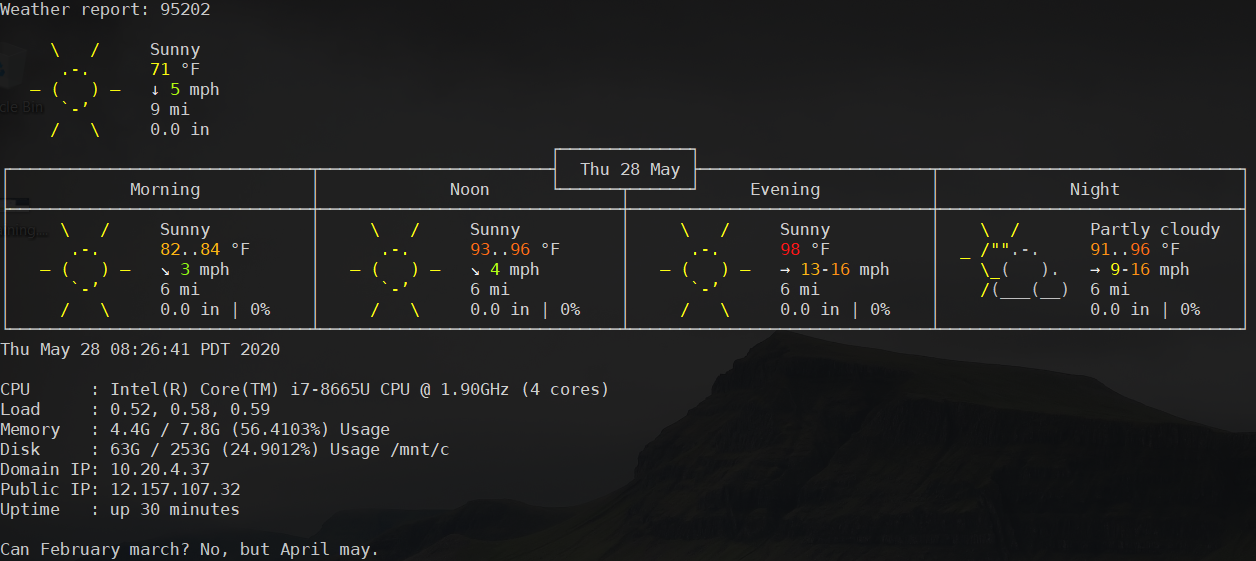 Weather report: 95202
Sunny
71 °F
↓ 5 mph
9 mi
0.0 in
Thu 28 May
Morning Noon Evening Night
Sunny Sunny Sunny Partly cloudy
82..84 °F 93..96 °F 98 °F 91..96 °F
↘ 3 mph ↘ 4 mph → 13-16 mph → 9-16 mph
6 mi 6 mi 6 mi 6 mi
0.0 in | 0% 0.0 in | 0% 0.0 in | 0% 0.0 in | 0%
Thu May 28 08:26:41 PDT 2020
CPU : Intel(R) Core(TM) i7-8665U CPU @ 1.90GHz (4 cores)
Load : 0.52, 0.58, 0.59
Memory : 4.4G / 7.8G (56.4103%) Usage
Disk : 63G / 253G (24.9012%) Usage /mnt/c
Domain IP: 10.20.4.37
Public IP: 12.157.107.32
Uptime : up 30 minutes
Can February march? No, but April may.